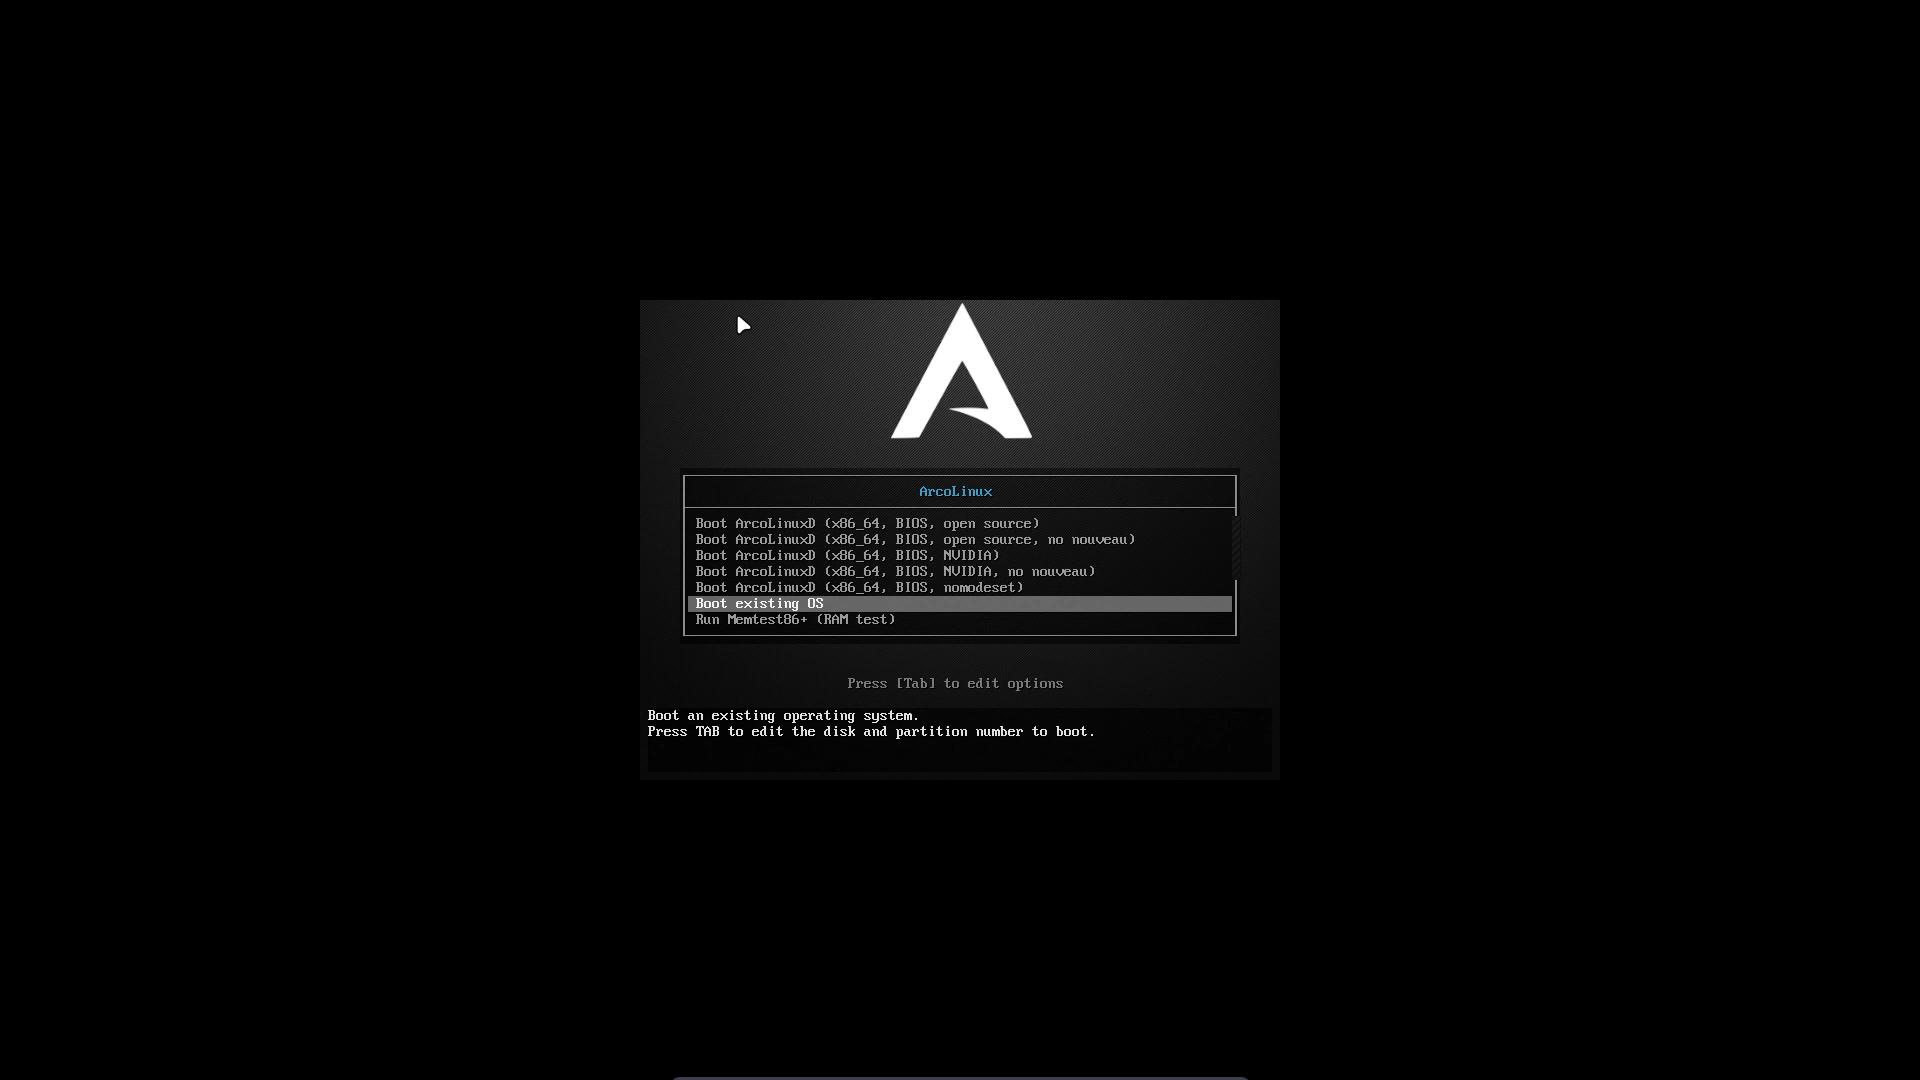 ArcoLinux
Boot ArcoLinuxD (x86_64, BIOS, open source)
Boot ArcoLinuxD (x86_64, BIOS, open source, no nouveau)
Boot ArcoLinuxD (x86_64, BIOS, NVIDIA)
Boot ArcoLinuxD (x86_64, BIOS, NVIDIA, no nouveau)
Boot ArcoLinuxD (x86_64, BIOS, nomodeset)
Boot existing OS
Run Memtest86+ (RAM test)
Press [Tab] to edit options
Boot an existing operating system.
Press TAB to edit the disk and partition number to boot.